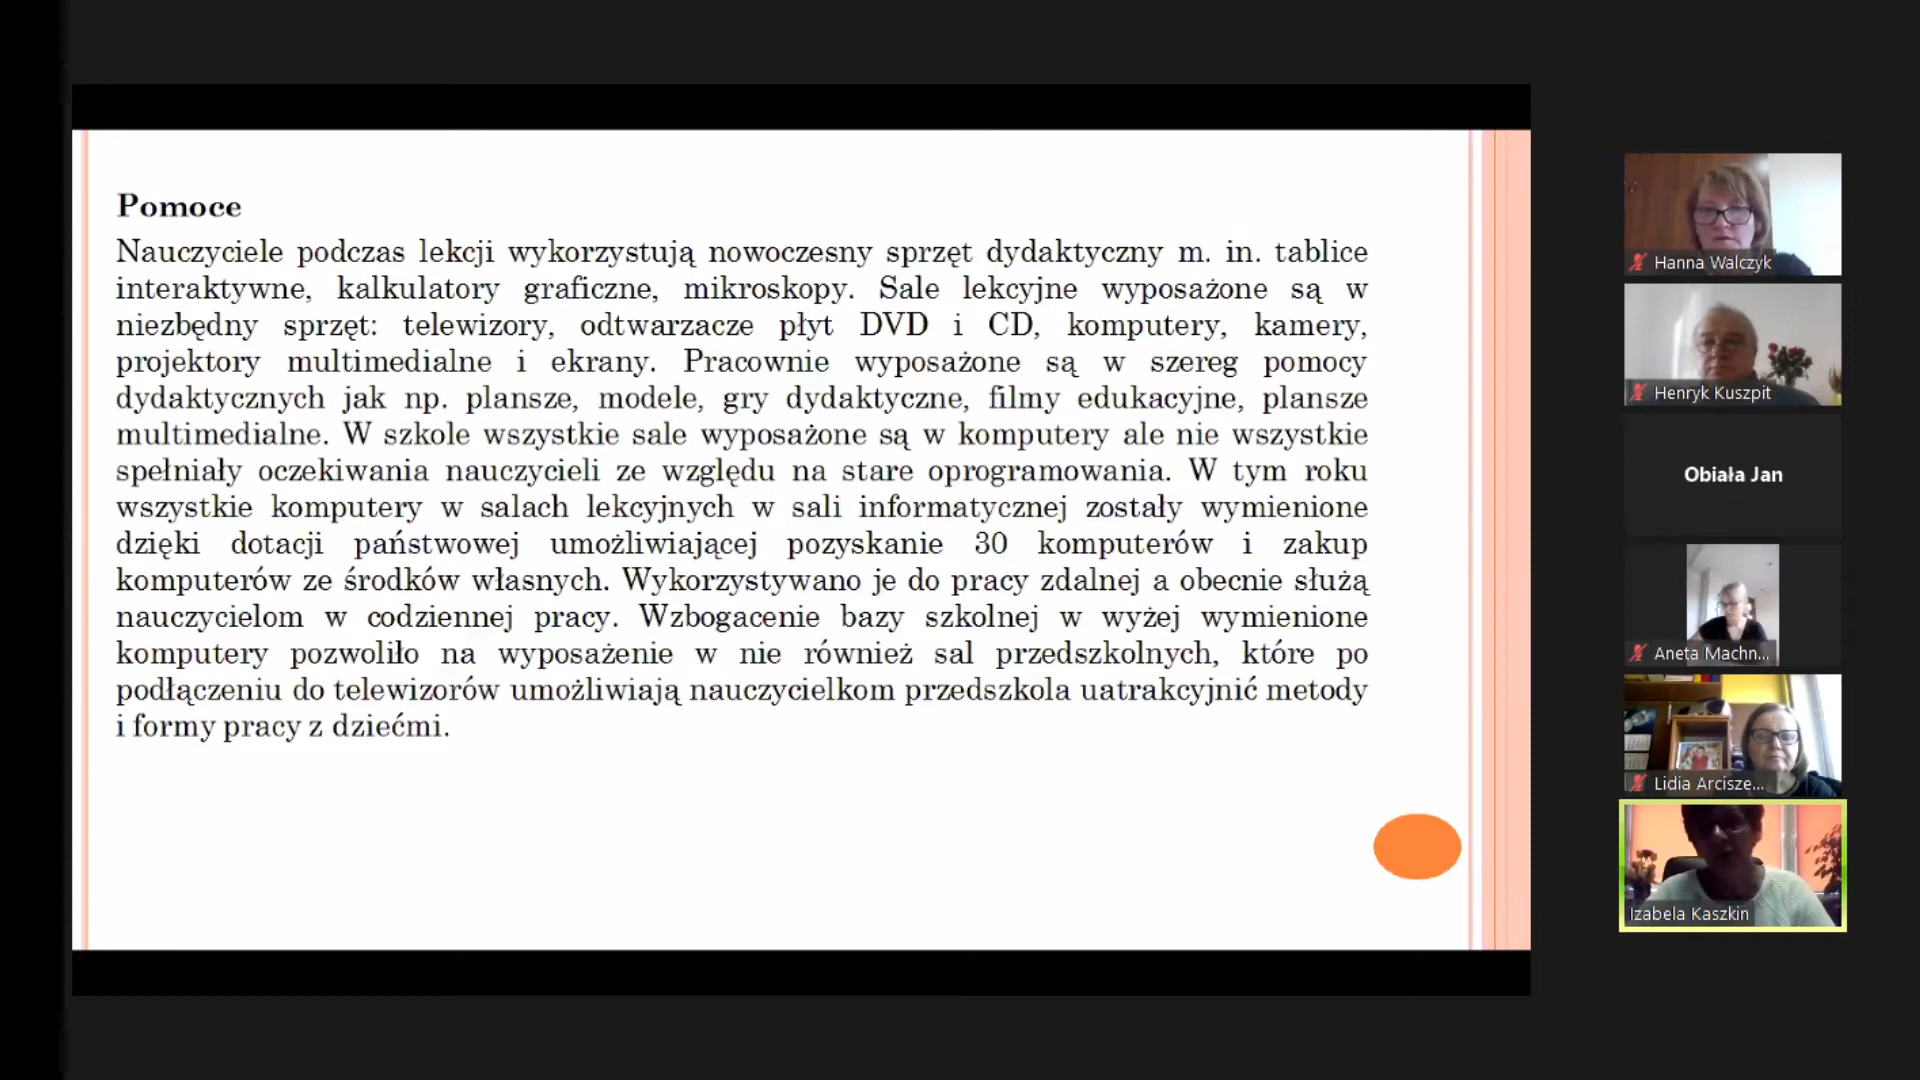 Pomoce
Nauczyciele podczas lekcji wykorzystują nowoczesny sprzęt dydaktyczny m. in. tablice
interaktywne, kalkulatory graficzne, mikroskopy. Sale lekcyjne wyposażone są w
niezbędny sprzęt: telewizory, odtwarzacze płyt DVD i CD, komputery, kamery,
projektory multimedialne i ekrany. Pracownie wyposażone są w szereg pomocy
dydaktycznych jak np. plansze, modele, gry dydaktyczne, filmy edukacyjne, plansze
multimedialne. W szkole wszystkie sale wyposażone są w komputery ale nie wszystkie
spełniały oczekiwania nauczycieli ze względu na stare oprogramowania. W tym roku
wszystkie komputery w salach lekcyjnych w sali informatycznej zostały wymienione
dzięki dotacji państwowej umożliwiającej pozyskanie 30 komputerów i zakup
komputerów ze środków własnych. Wykorzystywano je do pracy zdalnej a obecnie służą
nauczycielom w codziennej pracy. Wzbogacenie bazy szkolnej w wyżej wymienione
komputery pozwoliło na wyposażenie w nie również sal przedszkolnych, które po
podłączeniu do telewizorów umożliwiają nauczycielkom przedszkola uatrakcyjnić metody
i formy pracy z dziećmi.
Hanna Walczyk
Henryk Kuszpit
Obiała Jan
Aneta Machn...
Lidia Arcisze...
Izabela Kaszkin